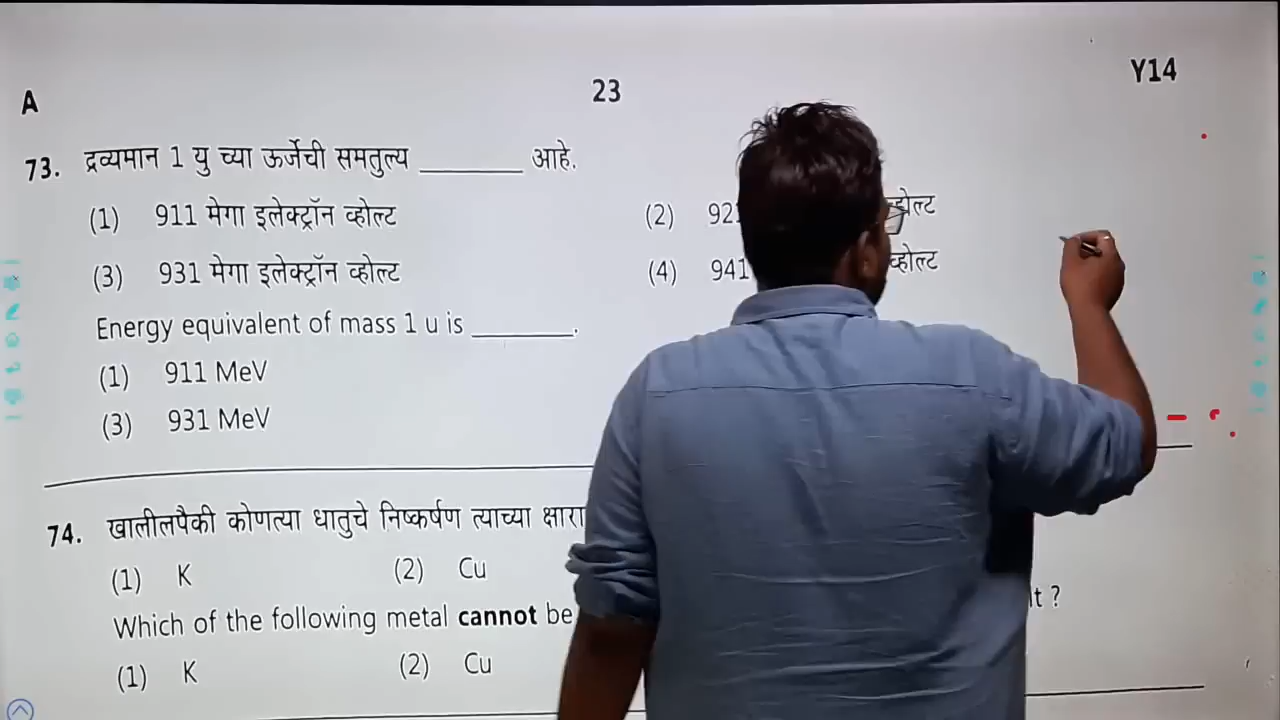 A 23 Y14
73. द्रव्यमान 1 यु च्या ऊर्जेची समतुल्य ________ आहे.
(1) 911 मेगा इलेक्ट्रॉन व्होल्ट (2) 921 व्होल्ट
(3) 931 मेगा इलेक्ट्रॉन व्होल्ट (4) 941 व्होल्ट
Energy equivalent of mass 1 u is ________.
(1) 911 MeV
(3) 931 MeV
74. खालीलपैकी कोणत्या धातुचे निष्कर्षण त्याच्या
(1) K (2) Cu
Which of the following metal cannot be ?
(1) K (2) Cu